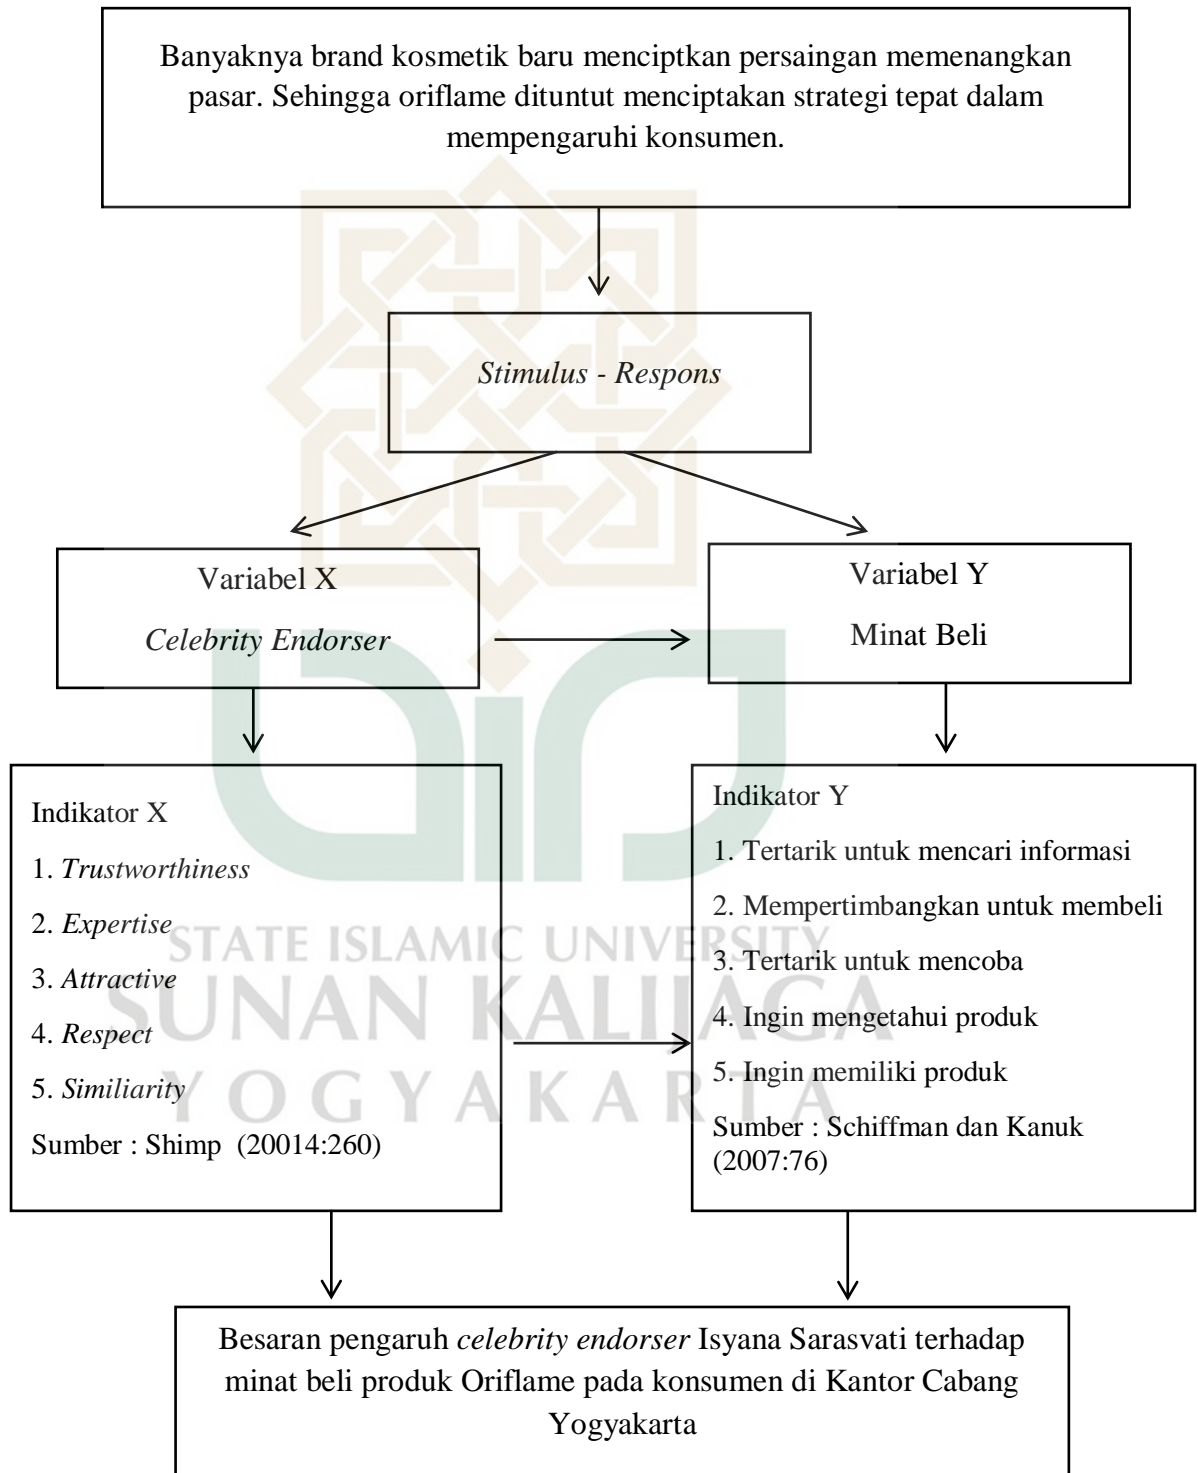 Banyaknya brand kosmetik baru menciptkan persaingan memenangkan
pasar. Sehingga oriflame dituntut menciptakan strategi tepat dalam
mempengaruhi konsumen.
Stimulus - Respons
Variabel X
Celebrity Endorser
Variabel Y
Minat Beli
Indikator X
1. Trustworthiness
2. Expertise
3. Attractive
4. Respect
5. Similiarity
Sumber : Shimp  (20014:260)
Indikator Y
1. Tertarik untuk mencari informasi
2. Mempertimbangkan untuk membeli
3. Tertarik untuk mencoba
4. Ingin mengetahui produk
5. Ingin memiliki produk
Sumber : Schiffman dan Kanuk
(2007:76)
STATE ISLAMIC UNIVERSITY
SUNAN KALIJAGA
YOGYAKARTA
Besaran pengaruh celebrity endorser Isyana Sarasvati terhadap
minat beli produk Oriflame pada konsumen di Kantor Cabang
Yogyakarta